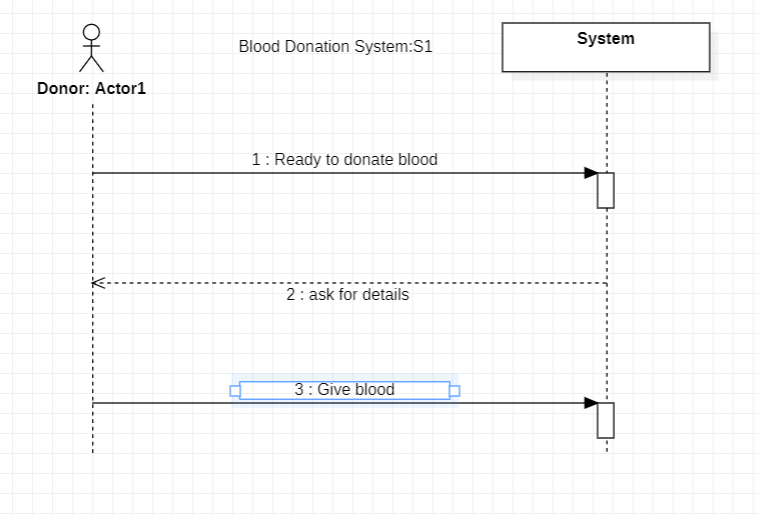 Blood Donation System:S1
System
Donor: Actor1
1 : Ready to donate blood
2 : ask for details
3 : Give blood